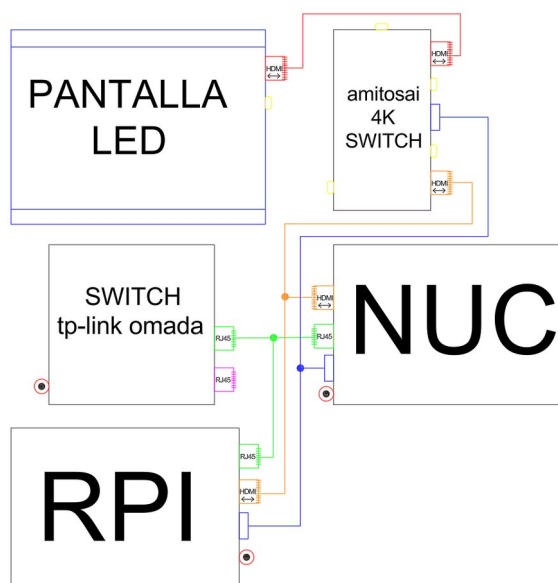 PANTALLA
LED
HDMI
HDMI
amitosai
4K
SWITCH
HDMI
SWITCH
tp-link omada
RJ45
RJ45
HDMI
RJ45
NUC
RPI
RJ45
HDMI